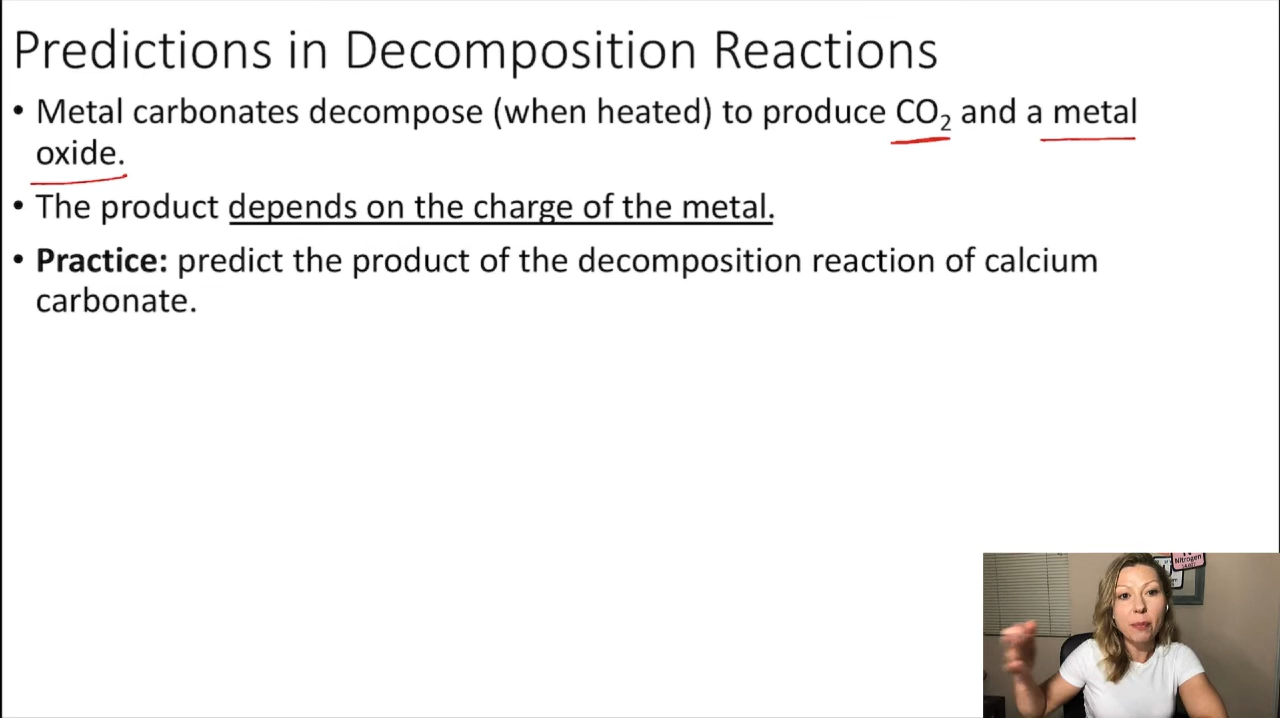 Predictions in Decomposition Reactions
• Metal carbonates decompose (when heated) to produce CO₂ and a metal
oxide.
• The product depends on the charge of the metal.
• Practice: predict the product of the decomposition reaction of calcium
carbonate.
Nitrogen